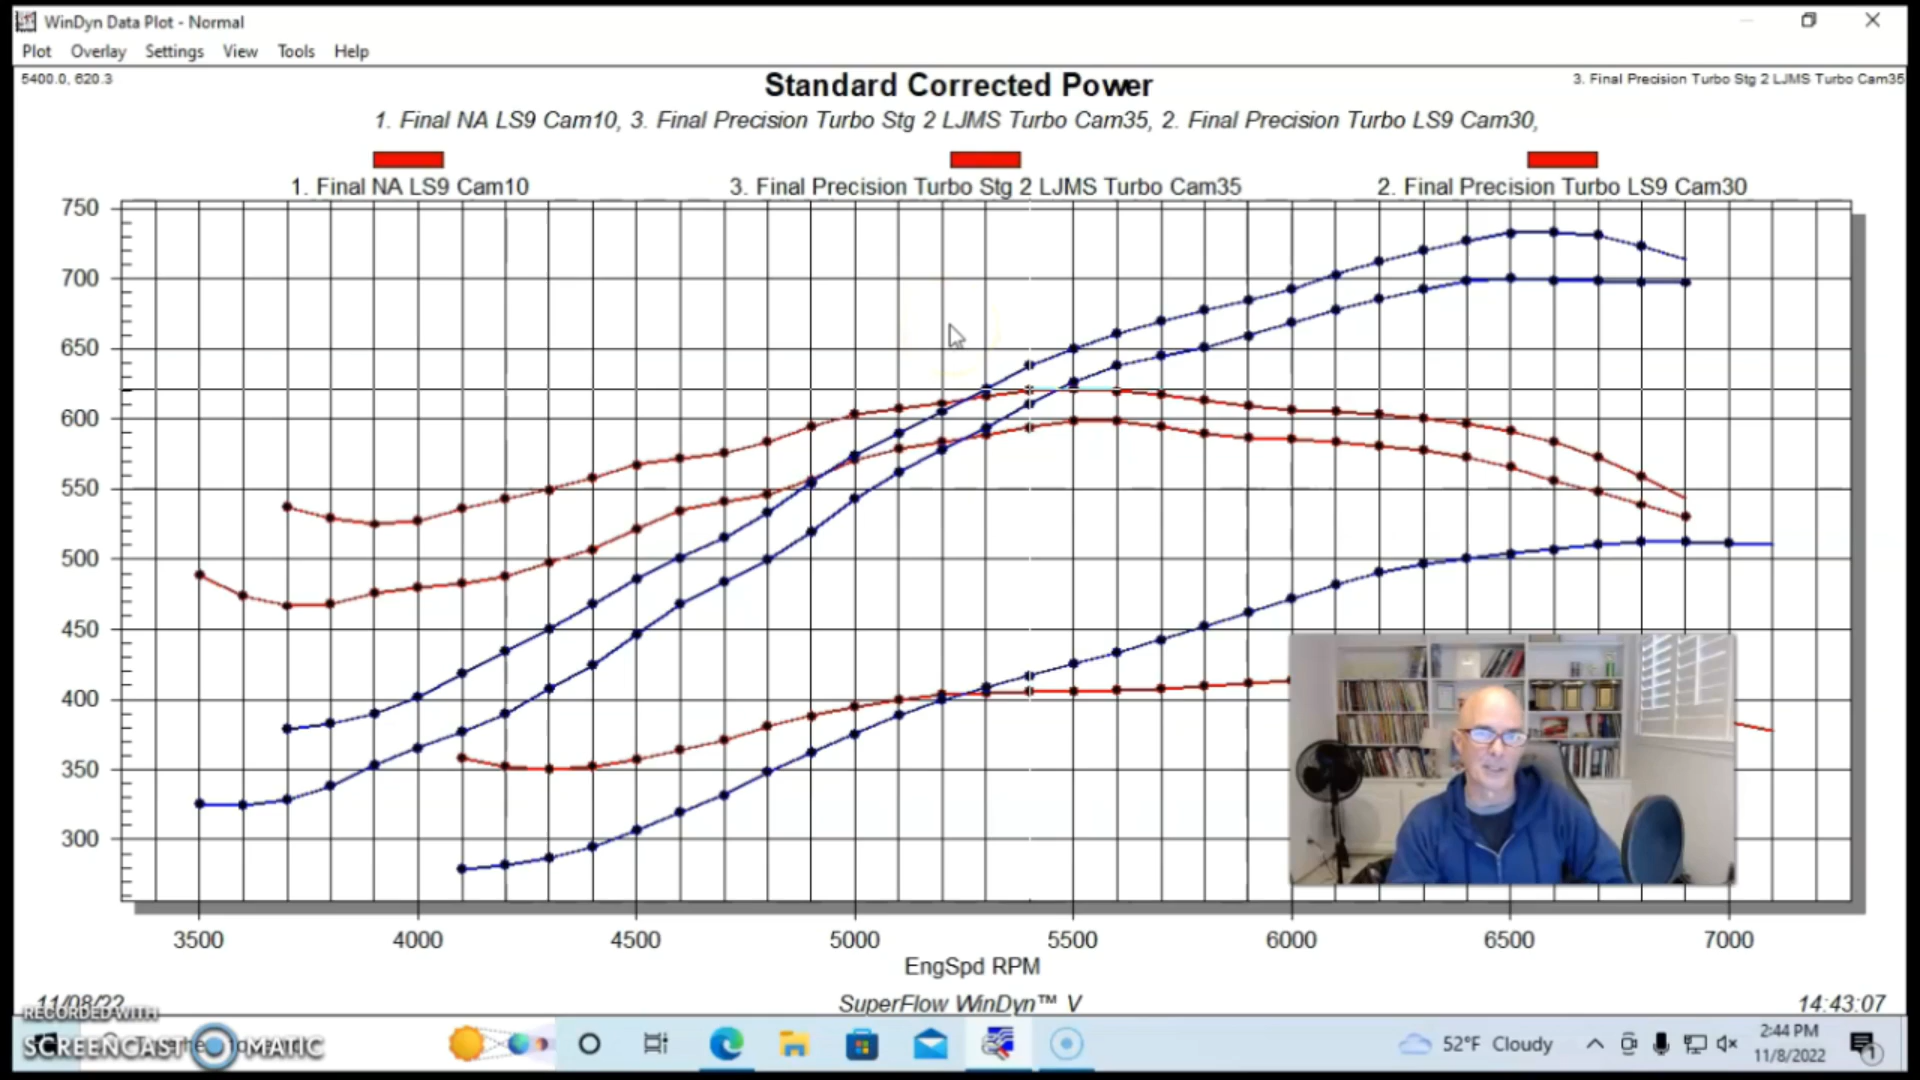 WinDyn Data Plot - Normal
Plot Overlay Settings View Tools Help
5400.0, 620.3
Standard Corrected Power
3. Final Precision Turbo Stg 2 LJMS Turbo Cam35
1. Final NA LS9 Cam10, 3. Final Precision Turbo Stg 2 LJMS Turbo Cam35, 2. Final Precision Turbo LS9 Cam30,
1. Final NA LS9 Cam10 3. Final Precision Turbo Stg 2 LJMS Turbo Cam35 2. Final Precision Turbo LS9 Cam30
750
700
650
600
550
500
450
400
350
300
3500 4000 4500 5000 5500 6000 6500 7000
EngSpd RPM
11/08/22 SuperFlow WinDyn™ V 14:43:07
RECORDED WITH
SCREENCAST MATIC
52°F Cloudy
2:44 PM
11/8/2022
1